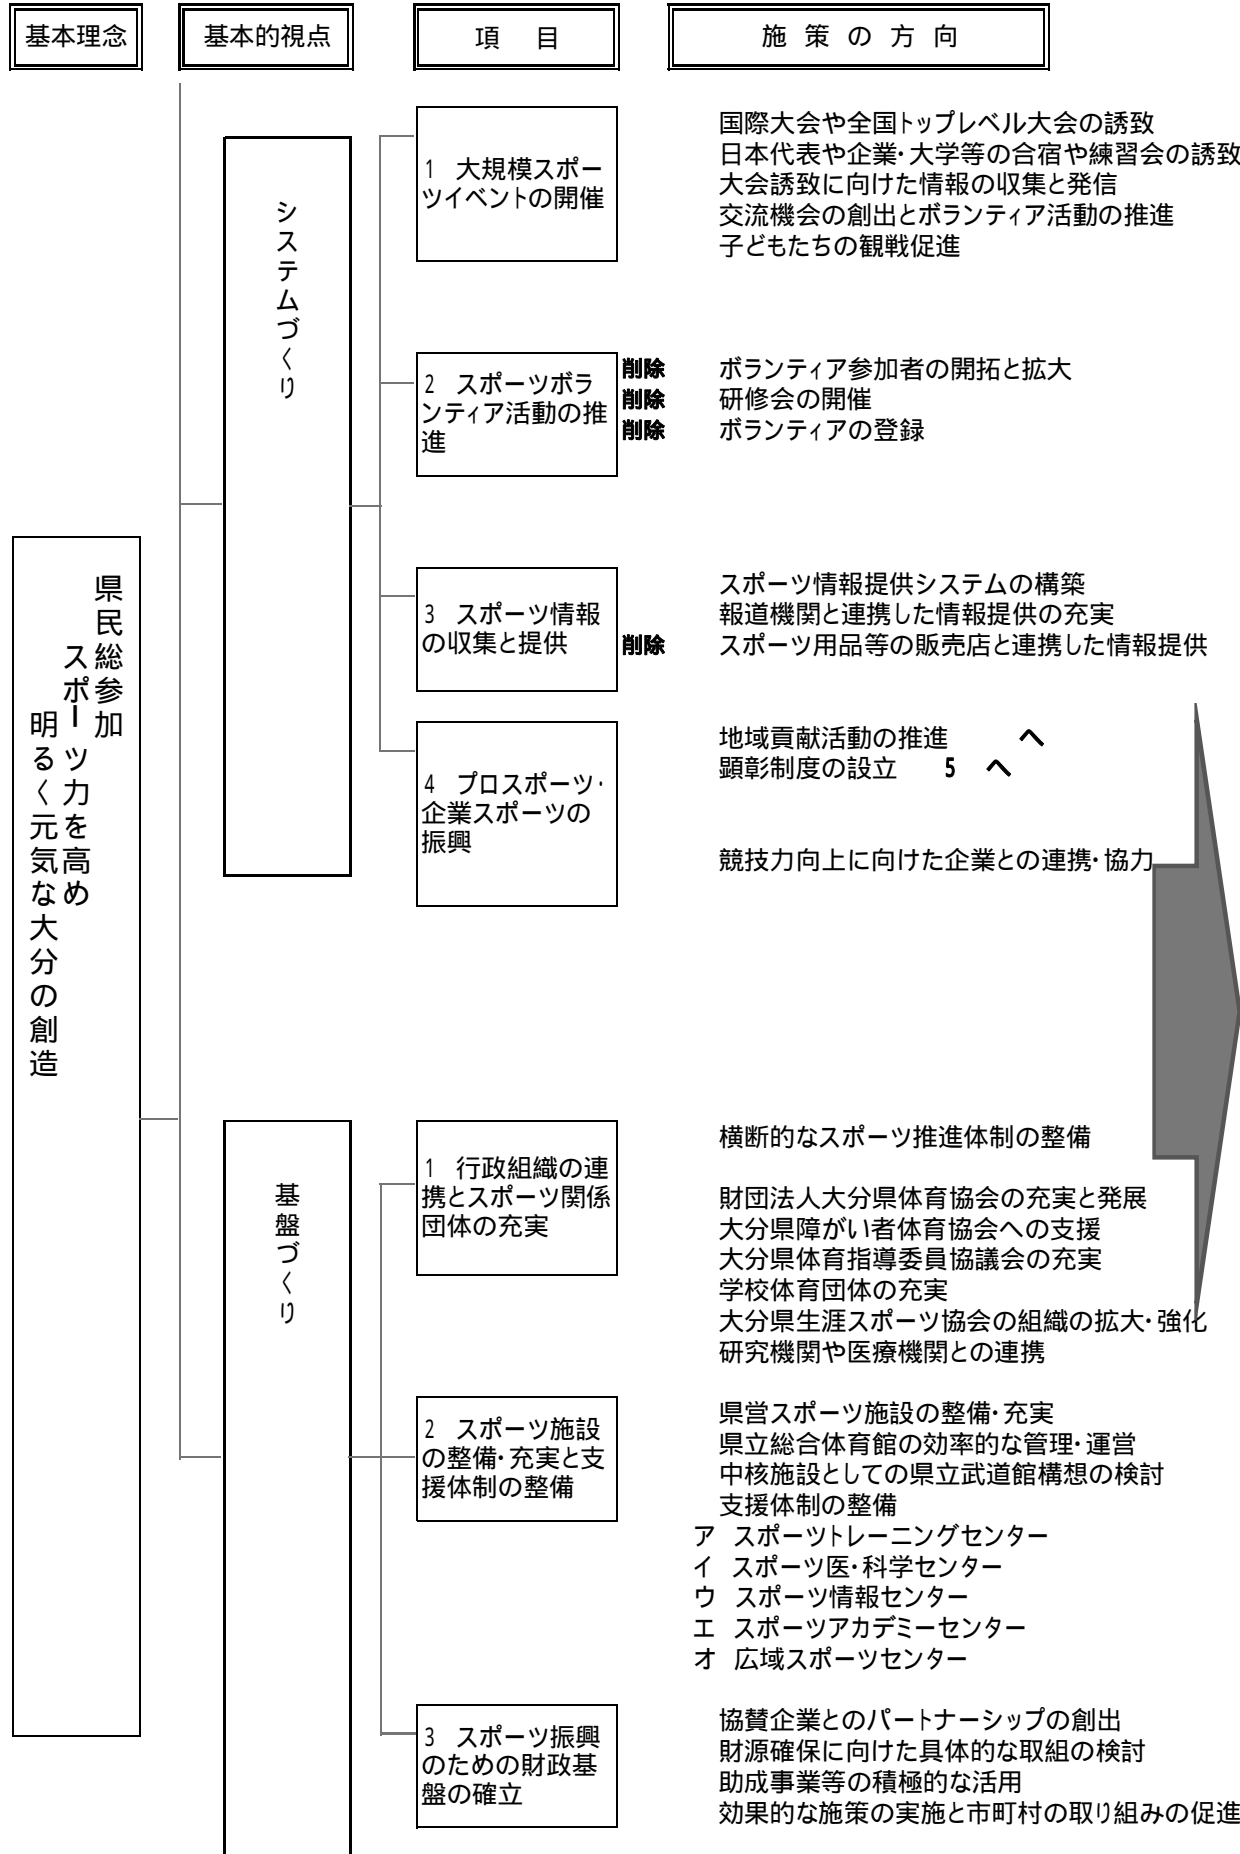 基本理念
基本的視点
項　目
施 策 の 方 向
県民総参加
スポーツ力を高め
明るく元気な大分の創造
システムづくり
1　大規模スポー
ツイベントの開催
国際大会や全国トップレベル大会の誘致
日本代表や企業・大学等の合宿や練習会の誘致
大会誘致に向けた情報の収集と発信
交流機会の創出とボランティア活動の推進
子どもたちの観戦促進
2　スポーツボラ
ンティア活動の推
進
削除　ボランティア参加者の開拓と拡大
削除　研修会の開催
削除　ボランティアの登録
3　スポーツ情報
の収集と提供
スポーツ情報提供システムの構築
報道機関と連携した情報提供の充実
削除　スポーツ用品等の販売店と連携した情報提供
4　プロスポーツ・
企業スポーツの
振興
地域貢献活動の推進　へ
顕彰制度の設立　5　へ
競技力向上に向けた企業との連携・協力
基盤づくり
1　行政組織の連
携とスポーツ関係
団体の充実
横断的なスポーツ推進体制の整備
財団法人大分県体育協会の充実と発展
大分県障がい者体育協会への支援
大分県体育指導委員協議会の充実
学校体育団体の充実
大分県生涯スポーツ協会の組織の拡大・強化
研究機関や医療機関との連携
2　スポーツ施設
の整備・充実と支
援体制の整備
県営スポーツ施設の整備・充実
県立総合体育館の効率的な管理・運営
中核施設としての県立武道館構想の検討
支援体制の整備
ア　スポーツトレーニングセンター
イ　スポーツ医・科学センター
ウ　スポーツ情報センター
エ　スポーツアカデミーセンター
オ　広域スポーツセンター
3　スポーツ振興
のための財政基
盤の確立
協賛企業とのパートナーシップの創出
財源確保に向けた具体的な取組の検討
助成事業等の積極的な活用
効果的な施策の実施と市町村の取り組みの促進